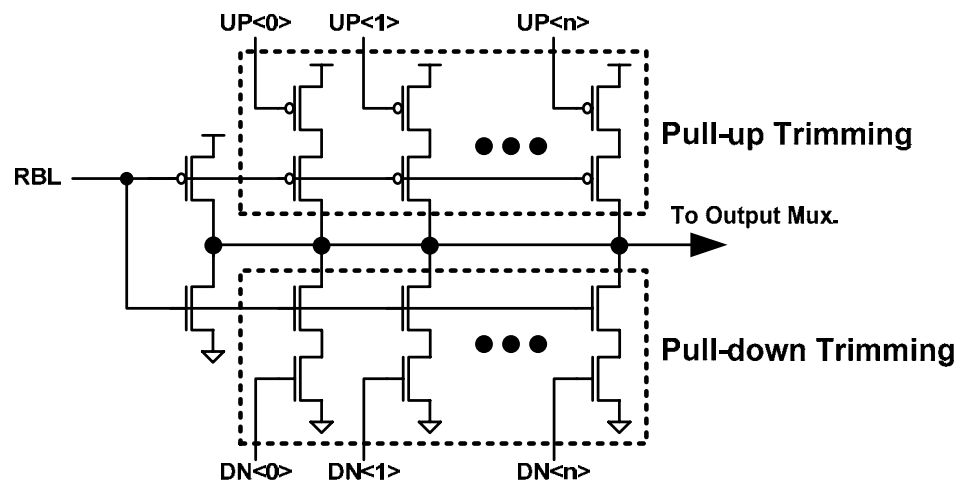 UP<0> UP<1> UP<n>
Pull-up Trimming
RBL
To Output Mux.
Pull-down Trimming
DN<0> DN<1> DN<n>